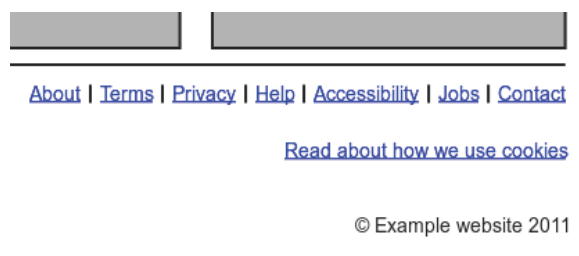 About | Terms | Privacy | Help | Accessibility | Jobs | Contact
Read about how we use cookies
© Example website 2011